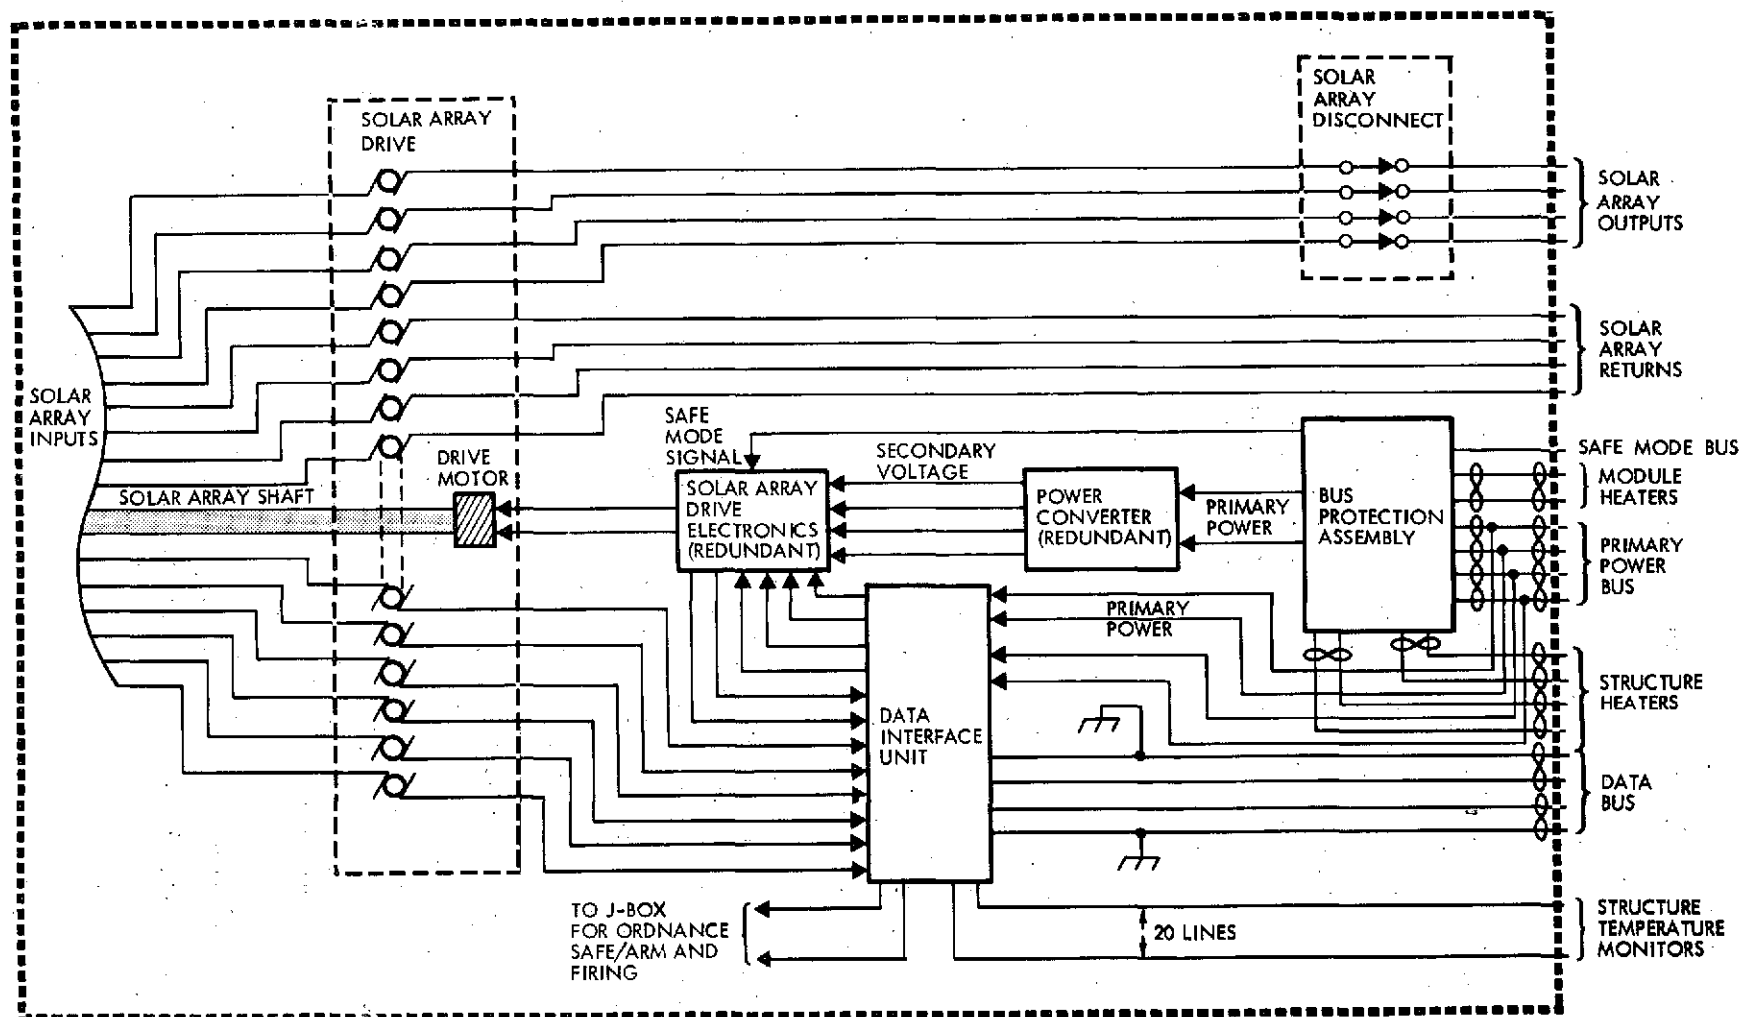 SOLAR ARRAY
DRIVE
SOLAR
ARRAY
DISCONNECT
SOLAR
ARRAY
OUTPUTS
SOLAR
ARRAY
RETURNS
SOLAR
ARRAY
INPUTS
SOLAR ARRAY SHAFT
DRIVE
MOTOR
SAFE
MODE
SIGNAL
SOLAR ARRAY
DRIVE
ELECTRONICS
(REDUNDANT)
SECONDARY
VOLTAGE
POWER
CONVERTER
(REDUNDANT)
PRIMARY
POWER
BUS
PROTECTION
ASSEMBLY
SAFE MODE BUS
MODULE
HEATERS
PRIMARY
POWER
BUS
PRIMARY
POWER
STRUCTURE
HEATERS
DATA
INTERFACE
UNIT
DATA
BUS
TO J-BOX
FOR ORDNANCE
SAFE/ARM AND
FIRING
20 LINES
STRUCTURE
TEMPERATURE
MONITORS